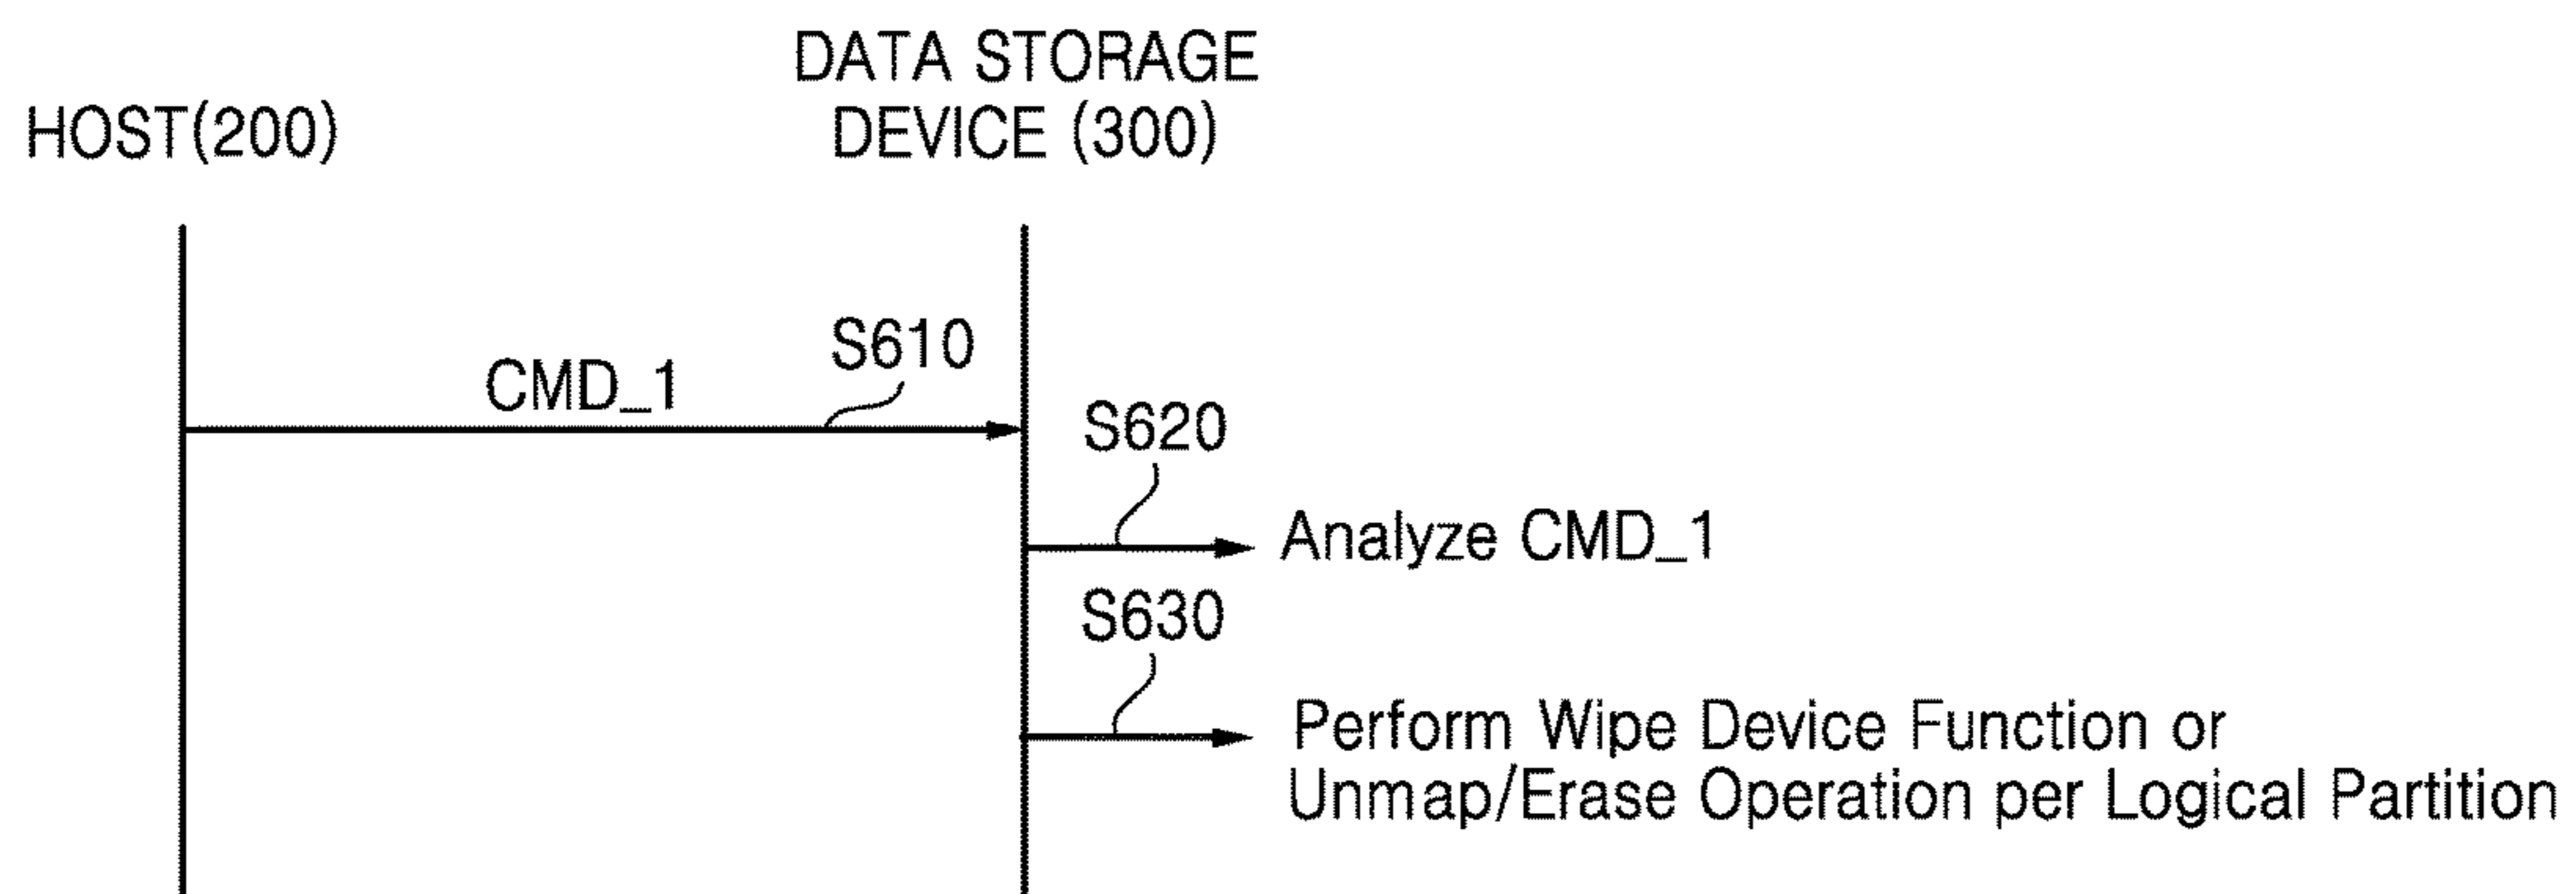 DATA STORAGE
HOST(200)
DEVICE (300)
S610
CMD_1
S620
Analyze CMD_1
S630
Perform Wipe Device Function or
Unmap/Erase Operation per Logical Partition